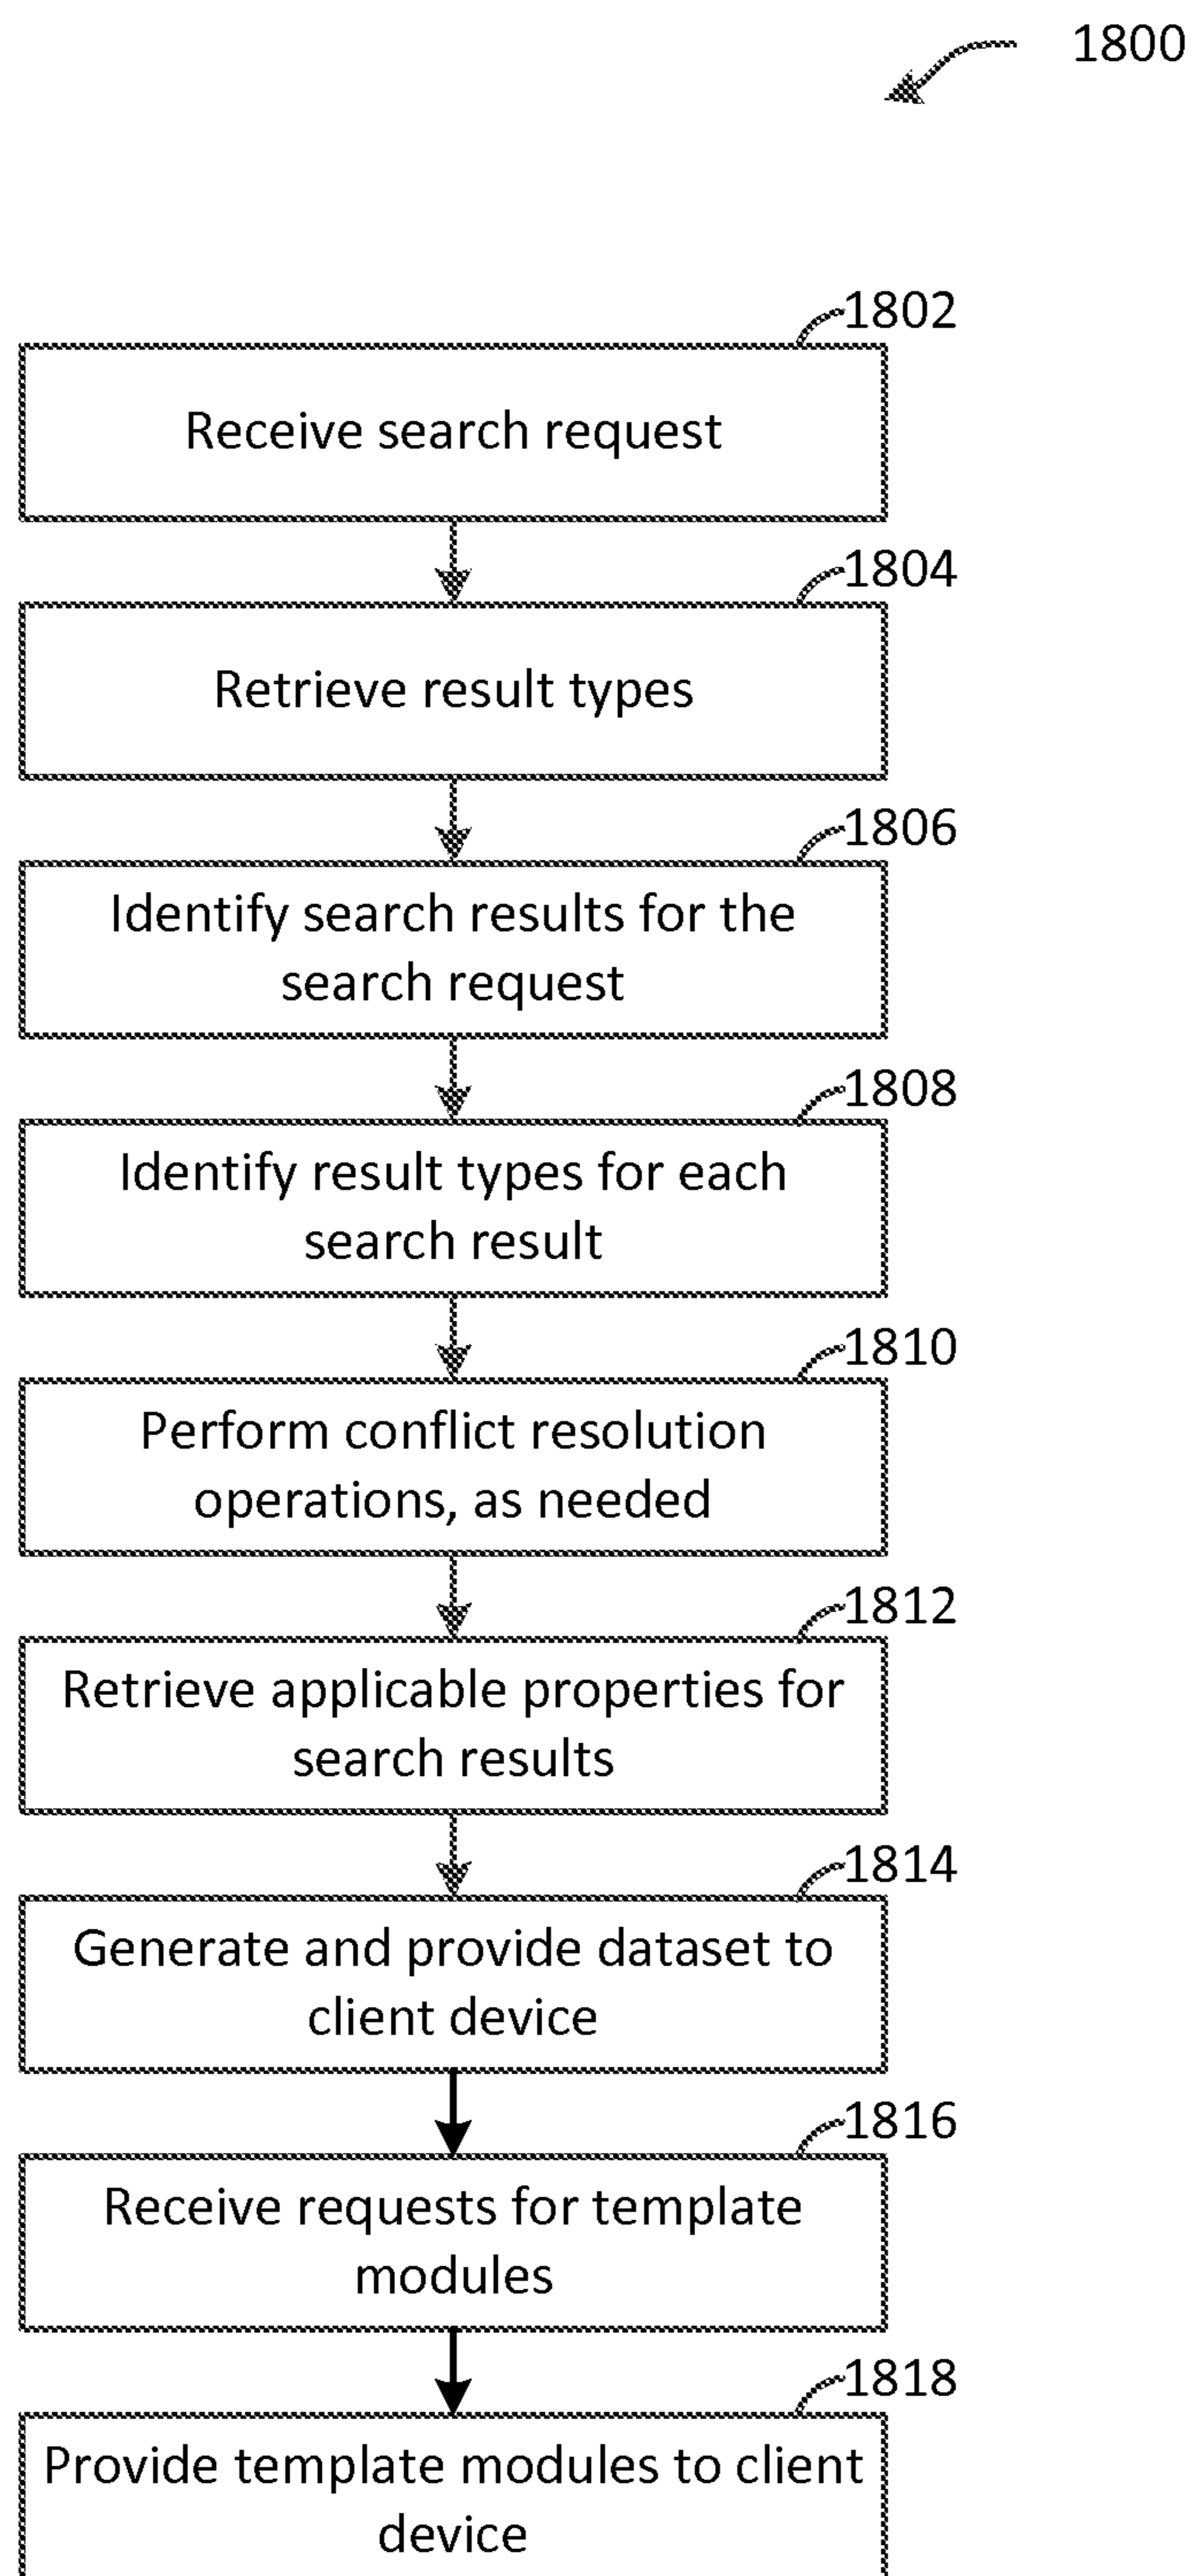 1800
1802
Receive search request
1804
Retrieve result types
1806
Identify search results for the
search request
1808
Identify result types for each
search result
1810
Perform conflict resolution
operations, as needed
1812
Retrieve applicable properties for
search results
1814
Generate and provide dataset to
client device
1816
Receive requests for template
modules
1818
Provide template modules to client
device